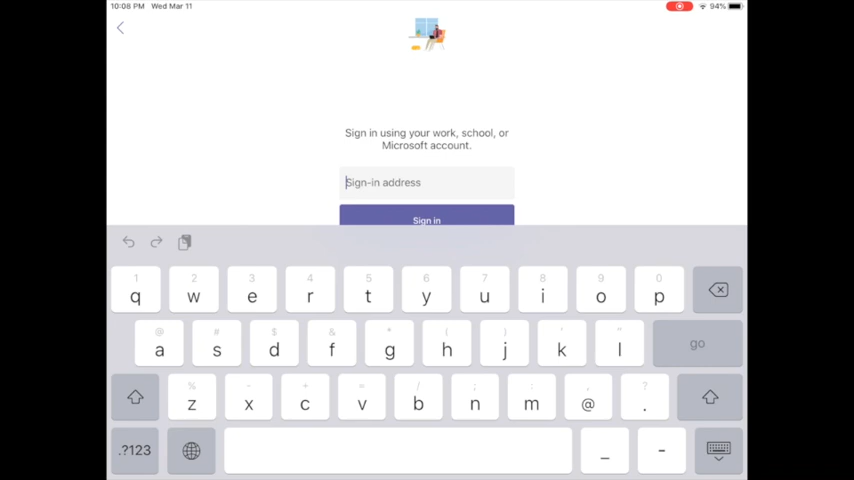 10:08 PM Wed Mar 11 94%
Sign in using your work, school, or
Microsoft account.
Sign-in address
Sign in
1 2 3 4 5 6 7 8 9 0
q w e r t y u i o p
@ # $ & * ( ) ' "
a s d f g h j k l go
% - + = / ; : , ?
z x c v b n m @ .
.?123 _ -